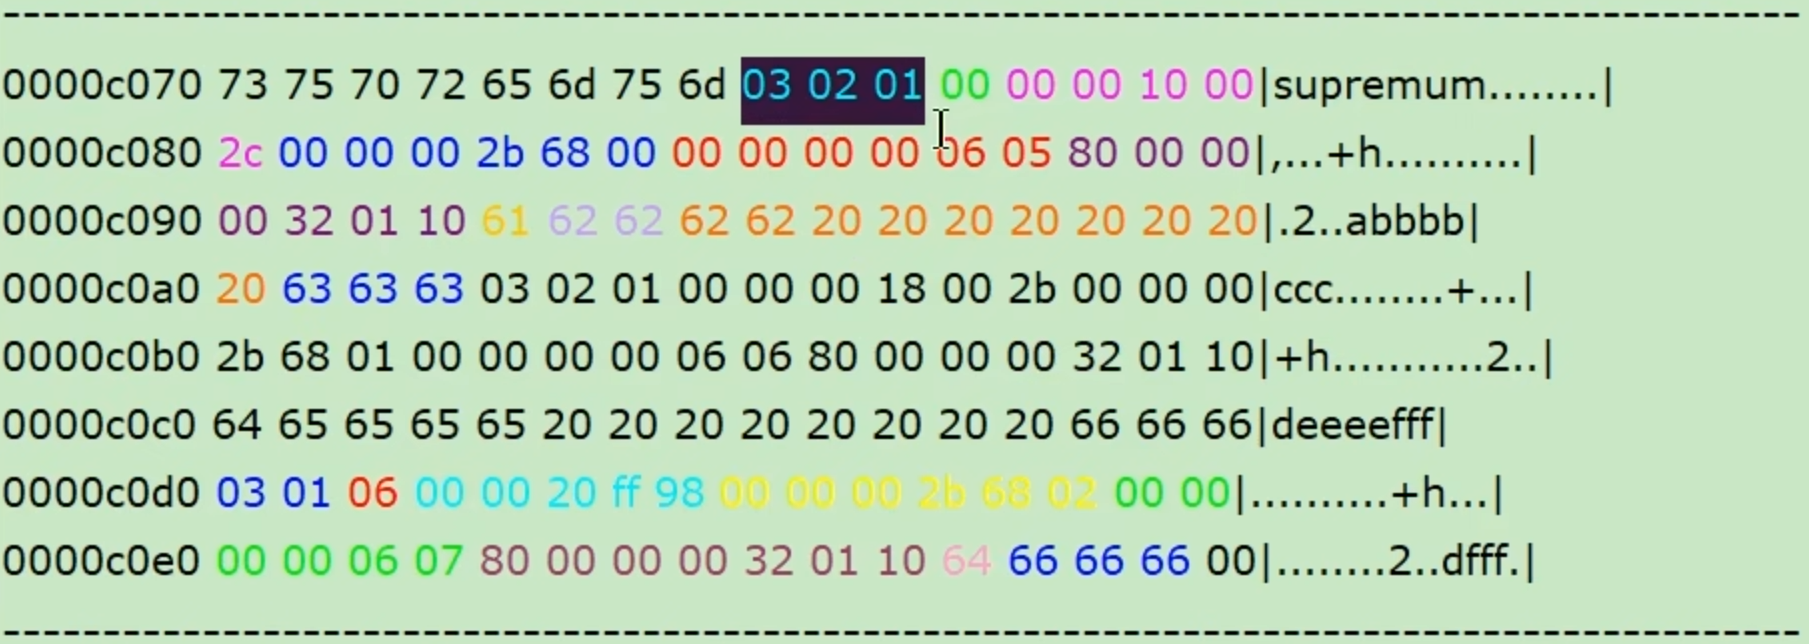 0000c070 73 75 70 72 65 6d 75 6d 03 02 01 00 00 00 10 00|supremum........|
0000c080 2c 00 00 00 2b 68 00 00 00 00 00 06 05 80 00 00|,...+h..........|
0000c090 00 32 01 10 61 62 62 62 62 20 20 20 20 20 20 20|.2..abbbb|
0000c0a0 20 63 63 63 03 02 01 00 00 00 18 00 2b 00 00 00|ccc........+...|
0000c0b0 2b 68 01 00 00 00 00 06 06 80 00 00 00 32 01 10|+h...........2..|
0000c0c0 64 65 65 65 65 20 20 20 20 20 20 20 20 66 66 66|deeeefff|
0000c0d0 03 01 06 00 00 20 ff 98 00 00 00 2b 68 02 00 00|..........+h...|
0000c0e0 00 00 06 07 80 00 00 00 32 01 10 64 66 66 66 00|........2..dfff.|